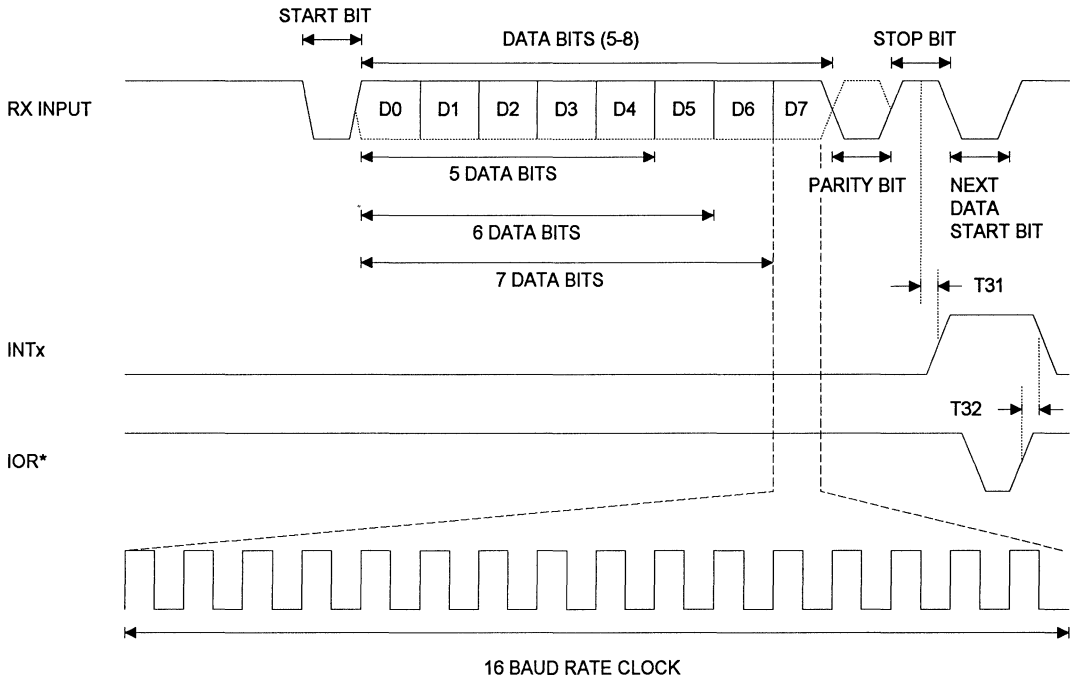 START BIT
DATA BITS (5-8)
STOP BIT
RX INPUT
D0 D1 D2 D3 D4 D5 D6 D7
5 DATA BITS
PARITY BIT
NEXT
DATA
START BIT
6 DATA BITS
7 DATA BITS
T31
INTx
T32
IOR*
16 BAUD RATE CLOCK